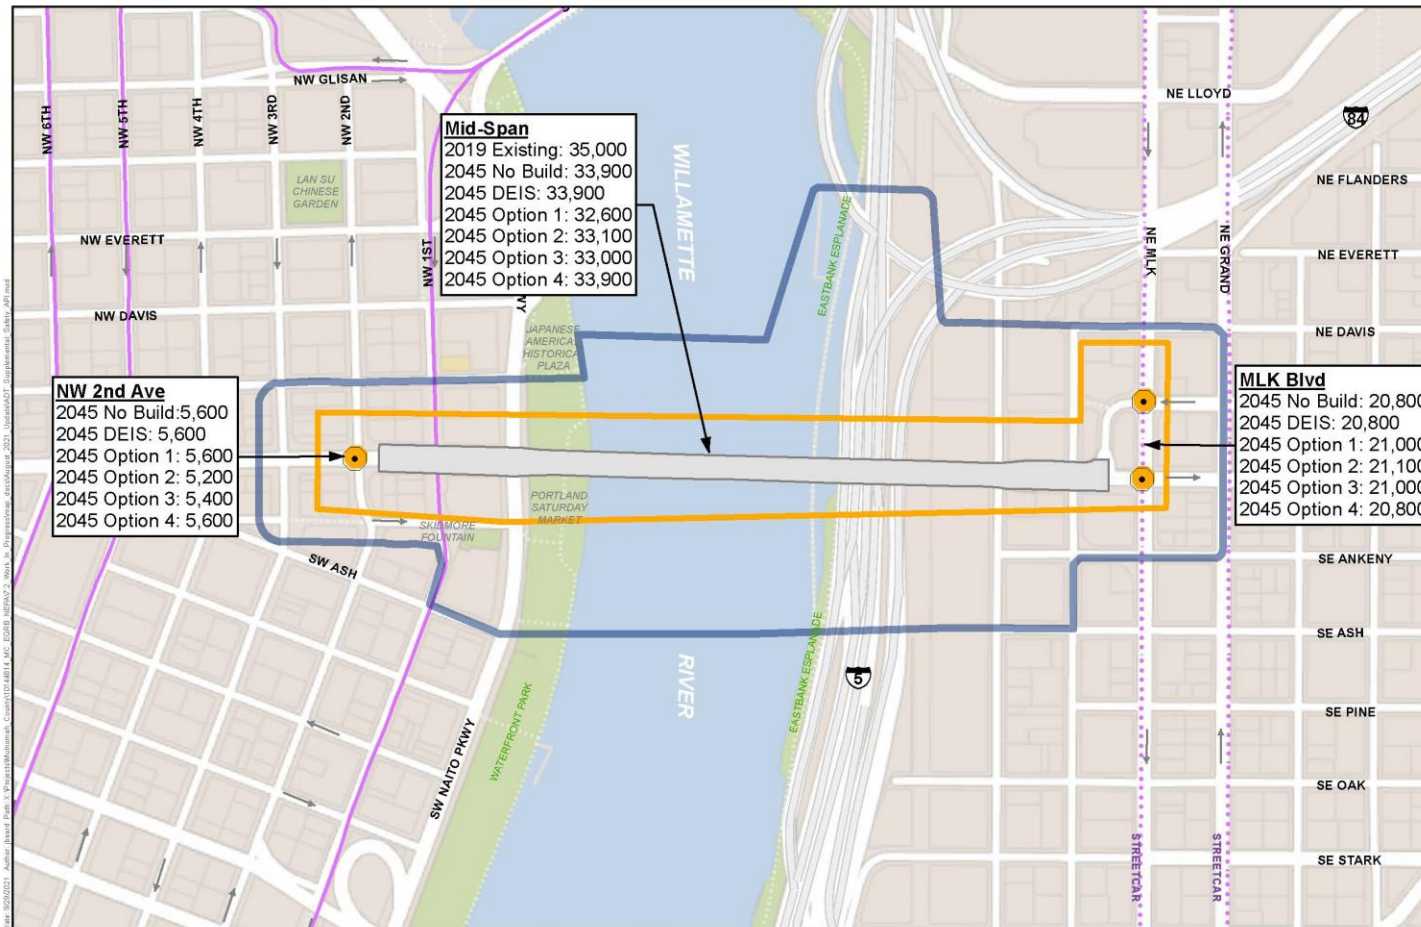 NW GLISAN
NE LLOYD
84
NW 6TH
NW 5TH
NW 4TH
NW 3RD
NW 2ND
Mid-Span
2019 Existing: 35,000
2045 No Build: 33,900
2045 DEIS: 33,900
2045 Option 1: 32,600
2045 Option 2: 33,100
2045 Option 3: 33,000
2045 Option 4: 33,900
WILLAMETTE
LAN SU
CHINESE
GARDEN
NE FLANDERS
NW EVERETT
NW 1ST
EASTBANK ESPLANADE
NE MLK
NE GRAND
NE EVERETT
NW DAVIS
WY
JAPANESE
AMERICA
HISTORICA
PLAZA
NE DAVIS
NW 2nd Ave
2045 No Build:5,600
2045 DEIS: 5,600
2045 Option 1: 5,600
2045 Option 2: 5,200
2045 Option 3: 5,400
2045 Option 4: 5,600
MLK Blvd
2045 No Build: 20,800
2045 DEIS: 20,800
2045 Option 1: 21,000
2045 Option 2: 21,100
2045 Option 3: 21,000
2045 Option 4: 20,800
PORTLAND
SATURDAY
MARKET
SKIDMORE
FOUNTAIN
SW ASH
SE ANKENY
SE ASH
RIVER
EASTBANK ESPLANADE
5
SE PINE
WATERFRONT PARK
SW NAITO PKWY
SE OAK
SE STARK
STREETCAR
STREETCAR